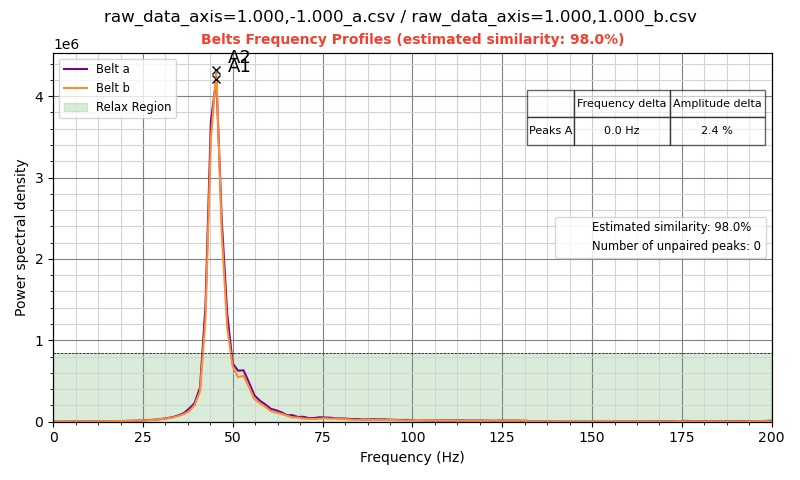 raw_data_axis=1.000,-1.000_a.csv / raw_data_axis=1.000,1.000_b.csv
Belts Frequency Profiles (estimated similarity: 98.0%)
1e6
A2
A1
Belt a
Belt b
Relax Region
Frequency delta Amplitude delta
Peaks A 0.0 Hz 2.4 %
Estimated similarity: 98.0%
Number of unpaired peaks: 0
Power spectral density
4
3
2
1
0
0 25 50 75 100 125 150 175 200
Frequency (Hz)